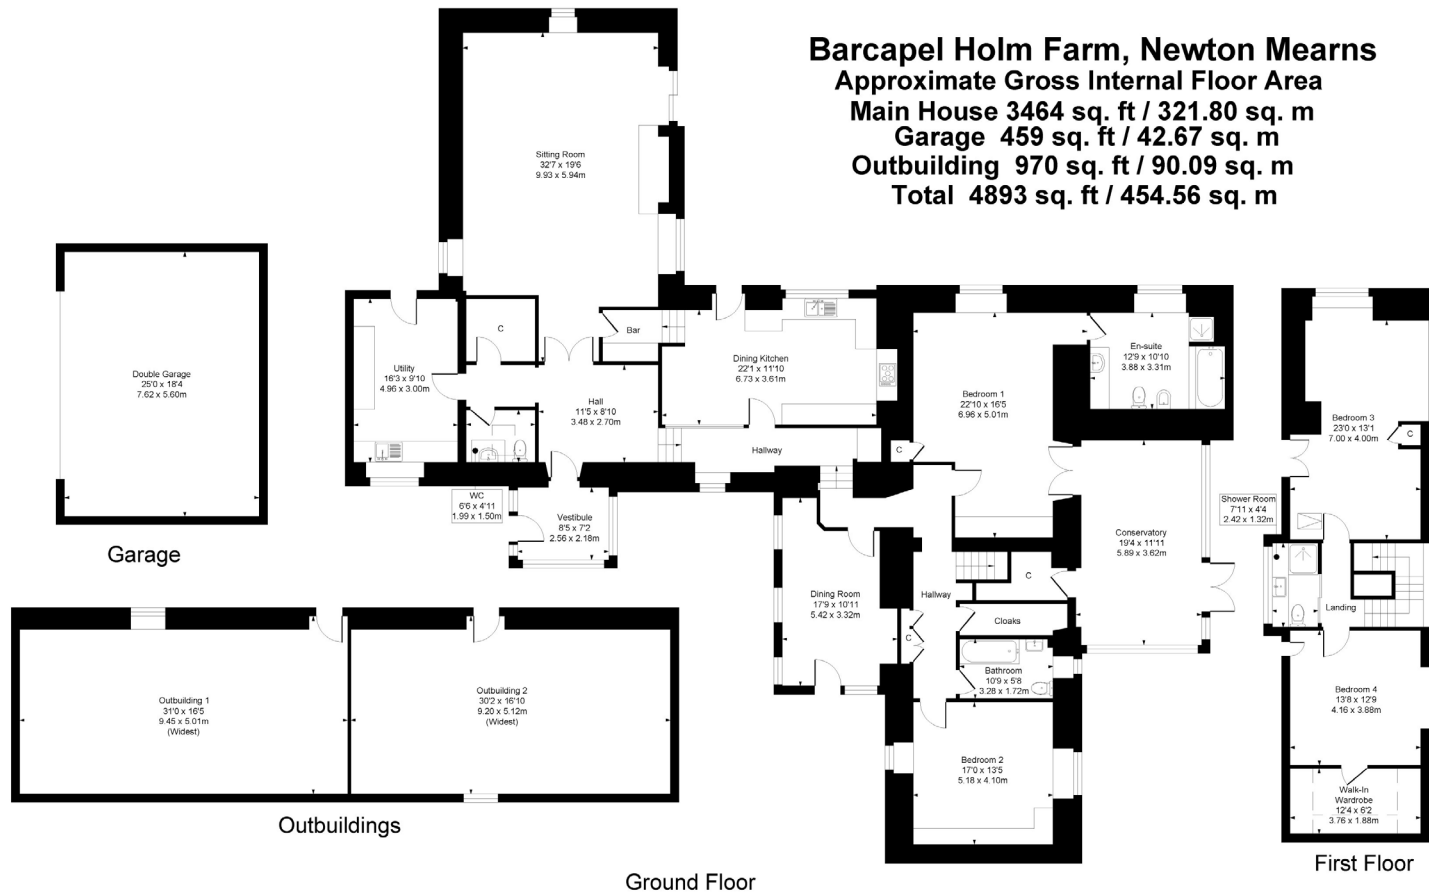 Barcapel Holm Farm, Newton Mearns
Approximate Gross Internal Floor Area
Main House 3464 sq. ft / 321.80 sq. m
Garage 459 sq. ft / 42.67 sq. m
Outbuilding 970 sq. ft / 90.09 sq. m
Total 4893 sq. ft / 454.56 sq. m
Sitting Room
32'7 x 19'6
9.93 x 5.94m
Double Garage
25'0 x 18'4
7.62 x 5.60m
Garage
Utility
16'3 x 9'10
4.96 x 3.00m
C
Bar
Hall
11'5 x 8'10
3.48 x 2.70m
Dining Kitchen
22'1 x 11'10
6.73 x 3.61m
Hallway
WC
6'6 x 4'11
1.99 x 1.50m
Vestibule
8'5 x 7'2
2.56 x 2.18m
Bedroom 1
22'10 x 16'5
6.96 x 5.01m
C
En-suite
12'9 x 10'10
3.88 x 3.31m
Conservatory
19'4 x 11'11
5.89 x 3.62m
Dining Room
17'9 x 10'11
5.42 x 3.32m
Hallway
C
C
Cloaks
Bathroom
10'9 x 5'8
3.28 x 1.72m
Bedroom 2
17'0 x 13'5
5.18 x 4.10m
Ground Floor
Outbuilding 1
31'0 x 16'5
9.45 x 5.01m
(Widest)
Outbuilding 2
30'2 x 16'10
9.20 x 5.12m
(Widest)
Outbuildings
Bedroom 3
23'0 x 13'1
7.00 x 4.00m
C
Shower Room
7'11 x 4'4
2.42 x 1.32m
Landing
Bedroom 4
13'8 x 12'9
4.16 x 3.88m
Walk-In
Wardrobe
12'4 x 6'2
3.76 x 1.88m
First Floor